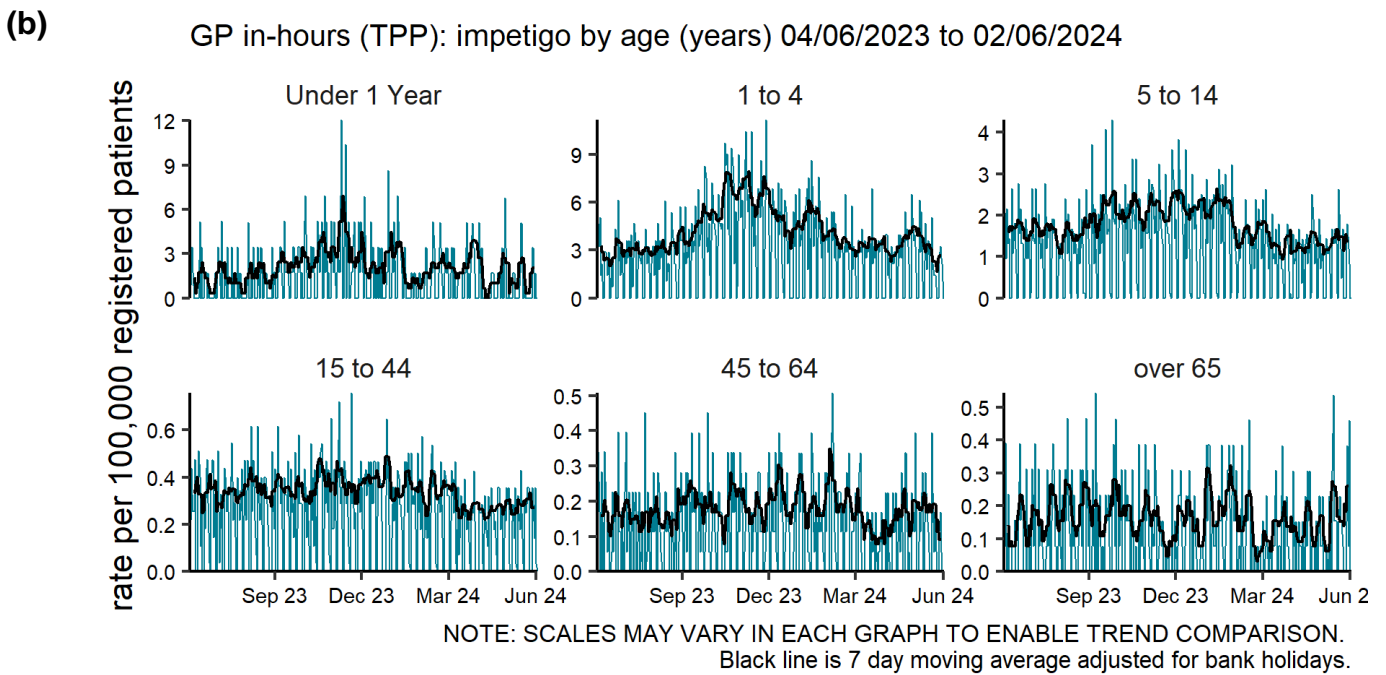 (b)
GP in-hours (TPP): impetigo by age (years) 04/06/2023 to 02/06/2024
rate per 100,000 registered patients
Under 1 Year
12
9
6
3
0
1 to 4
9
6
3
0
5 to 14
4
3
2
1
0
15 to 44
0.6
0.4
0.2
0.0
Sep 23 Dec 23 Mar 24 Jun 24
45 to 64
0.5
0.4
0.3
0.2
0.1
0.0
Sep 23 Dec 23 Mar 24 Jun 24
over 65
0.5
0.4
0.3
0.2
0.1
0.0
Sep 23 Dec 23 Mar 24 Jun 2
NOTE: SCALES MAY VARY IN EACH GRAPH TO ENABLE TREND COMPARISON.
Black line is 7 day moving average adjusted for bank holidays.